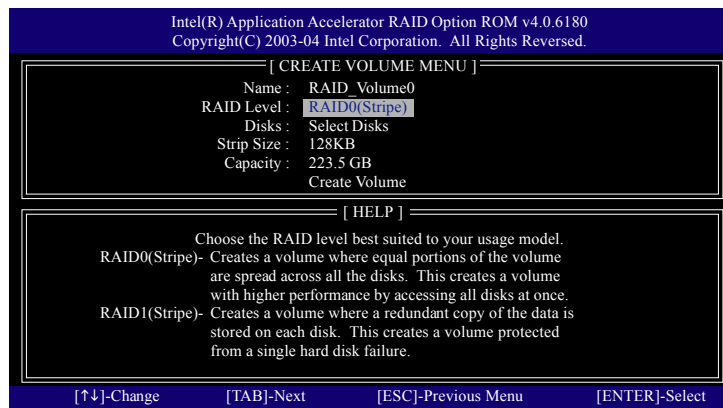 Intel(R) Application Accelerator RAID Option ROM v4.0.6180
Copyright(C) 2003-04 Intel Corporation. All Rights Reversed.
[ CREATE VOLUME MENU ]
Name : RAID_Volume0
RAID Level : RAID0(Stripe)
Disks : Select Disks
Strip Size : 128KB
Capacity : 223.5 GB
Create Volume
[ HELP ]
Choose the RAID level best suited to your usage model.
RAID0(Stripe)- Creates a volume where equal portions of the volume
are spread across all the disks. This creates a volume
with higher performance by accessing all disks at once.
RAID1(Stripe)- Creates a volume where a redundant copy of the data is
stored on each disk. This creates a volume protected
from a single hard disk failure.
[↑↓]-Change [TAB]-Next [ESC]-Previous Menu [ENTER]-Select